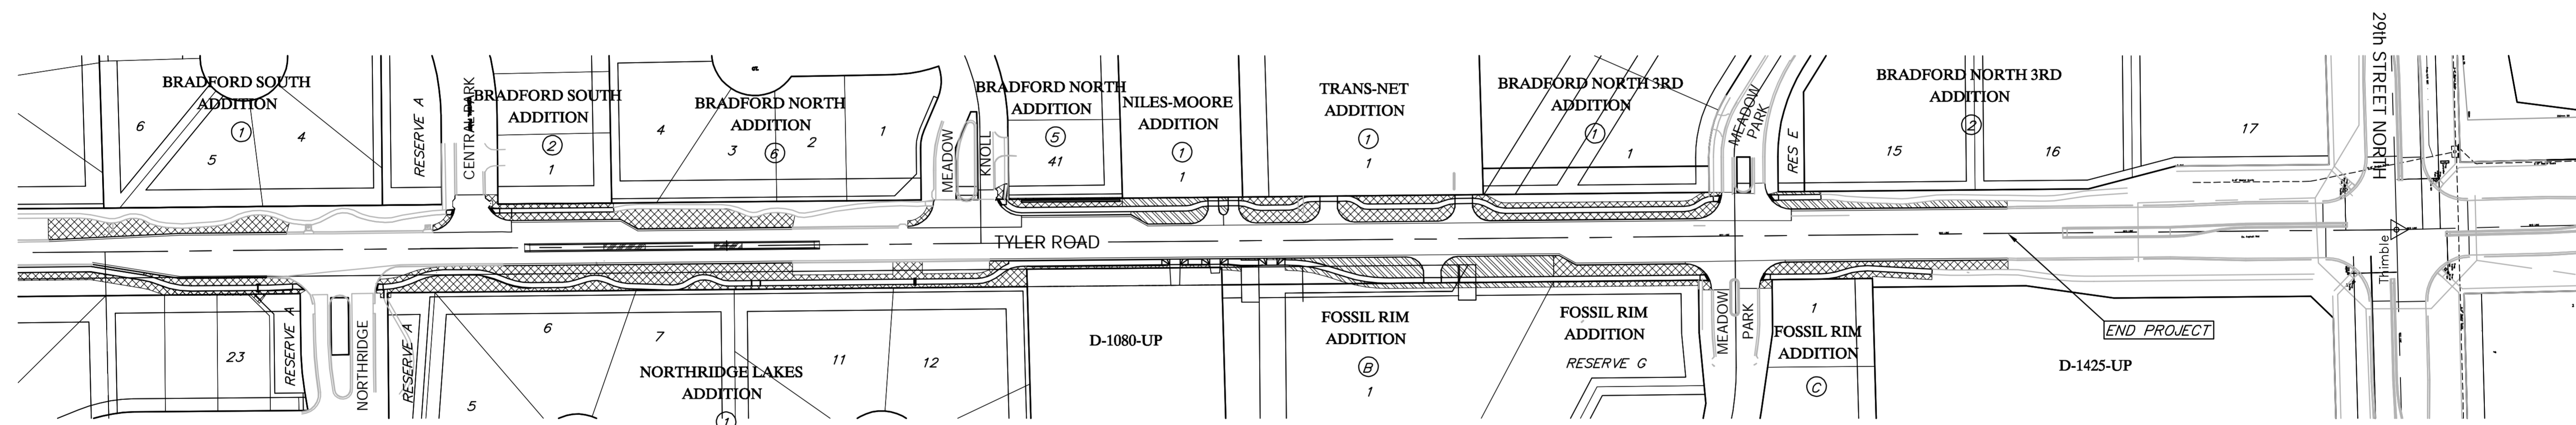 BRADFORD SOUTH
ADDITION
1
6
5
4
RESERVE A
CENTRAL PARK
BRADFORD SOUTH
ADDITION
2
1
BRADFORD NORTH
ADDITION
4
3
6
2
1
MEADOW
KNOLL
BRADFORD NORTH
ADDITION
5
41
NILES-MOORE
ADDITION
1
1
TRANS-NET
ADDITION
1
1
BRADFORD NORTH 3RD
ADDITION
1
1
MEADOW
PARK
RES E
BRADFORD NORTH 3RD
ADDITION
2
15
16
17
29th STREET NORTH
TYLER ROAD
Thimble
END PROJECT
23
RESERVE A
NORTHRIDGE
RESERVE A
6
7
5
NORTHRIDGE LAKES
ADDITION
1
11
12
D-1080-UP
FOSSIL RIM
ADDITION
B
1
FOSSIL RIM
ADDITION
RESERVE G
MEADOW
PARK
1
FOSSIL RIM
ADDITION
C
D-1425-UP